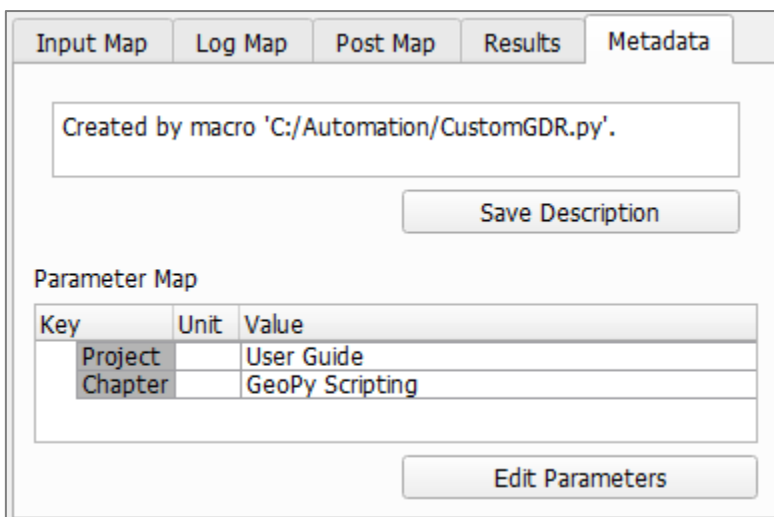 Input Map Log Map Post Map Results Metadata
Created by macro 'C:/Automation/CustomGDR.py'.
Save Description
Parameter Map
Key Unit Value
Project User Guide
Chapter GeoPy Scripting
Edit Parameters